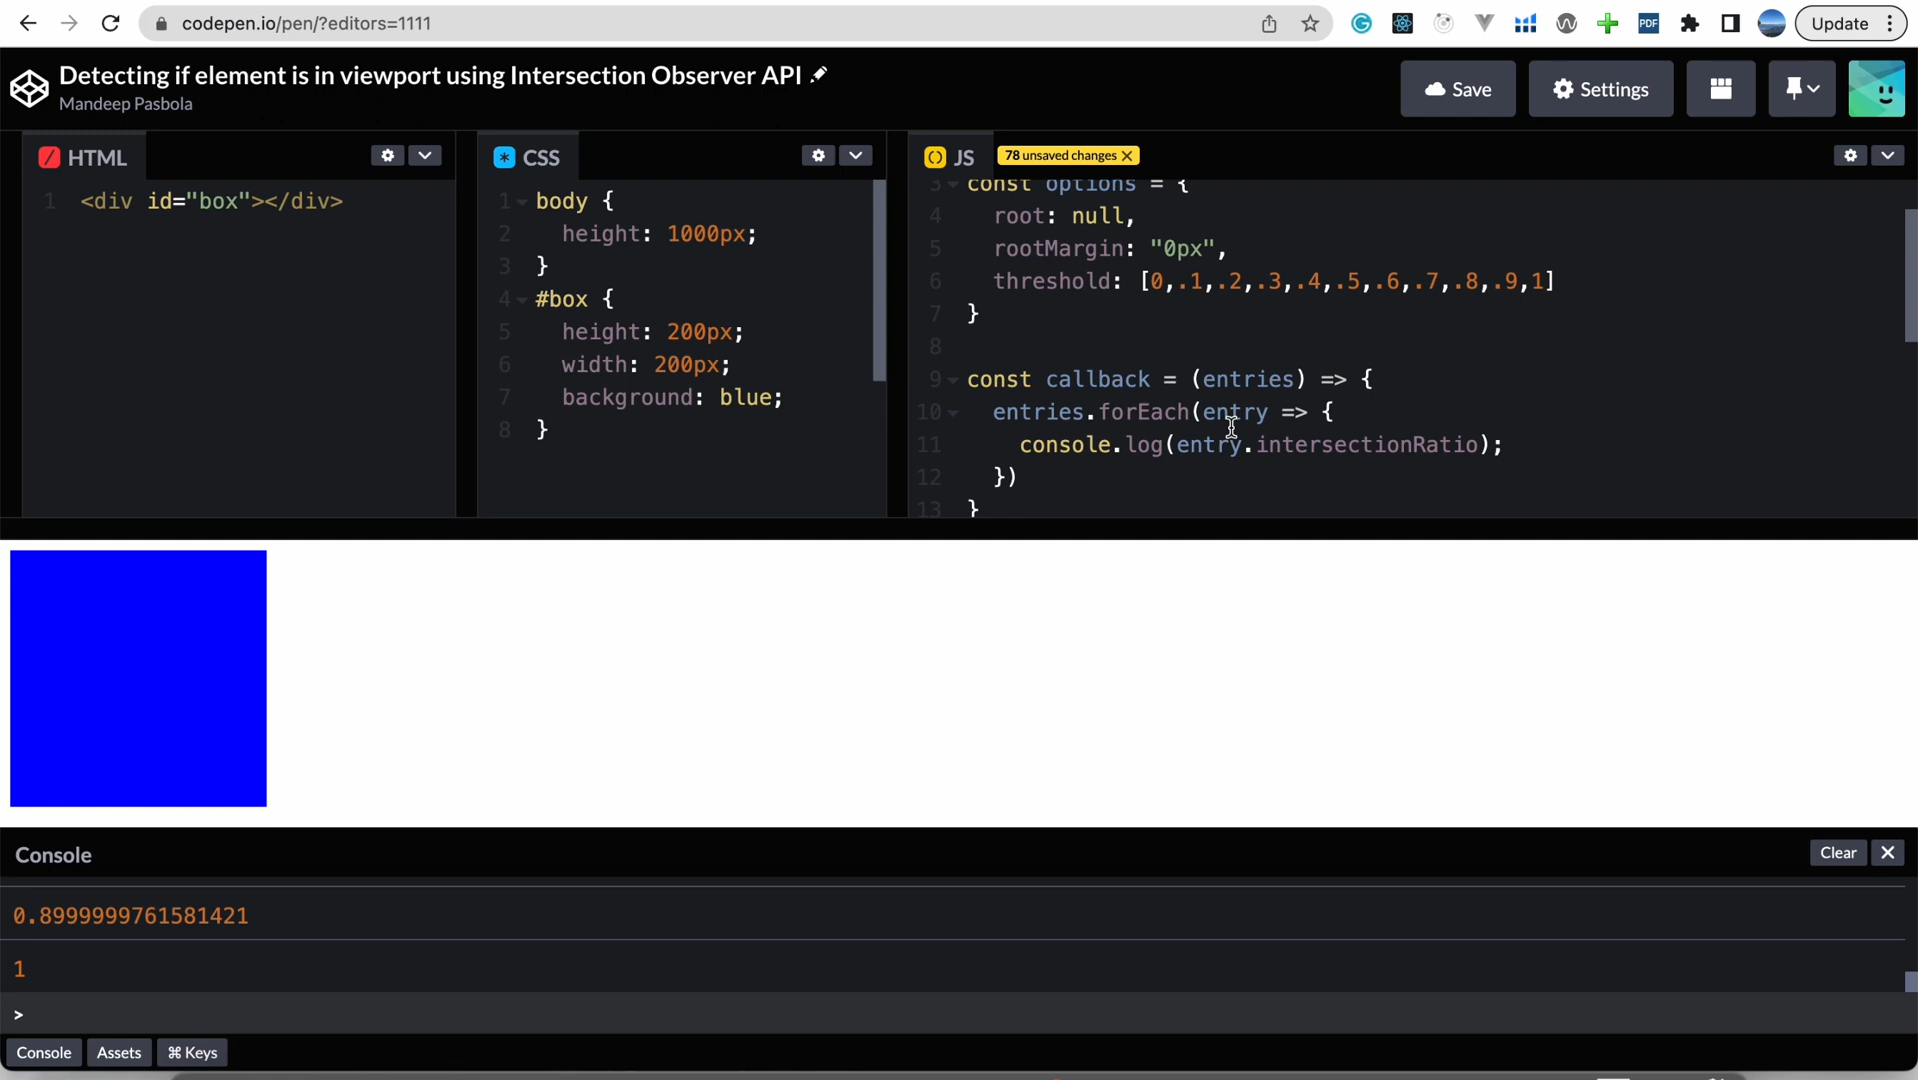 codepen.io/pen/?editors=1111
PDF
Update
Detecting if element is in viewport using Intersection Observer API
Mandeep Pasbola
Save
Settings
HTML
1 <div id="box"></div>
CSS
1 body {
2 height: 1000px;
3 }
4 #box {
5 height: 200px;
6 width: 200px;
7 background: blue;
8 }
JS
78 unsaved changes ×
3 const options = {
4 root: null,
5 rootMargin: "0px",
6 threshold: [0,.1,.2,.3,.4,.5,.6,.7,.8,.9,1]
7 }
8
9 const callback = (entries) => {
10 entries.forEach(entry => {
11 console.log(entry.intersectionRatio);
12 })
13 }
Console
Clear
0.8999999761581421
1
>
Console
Assets
⌘ Keys